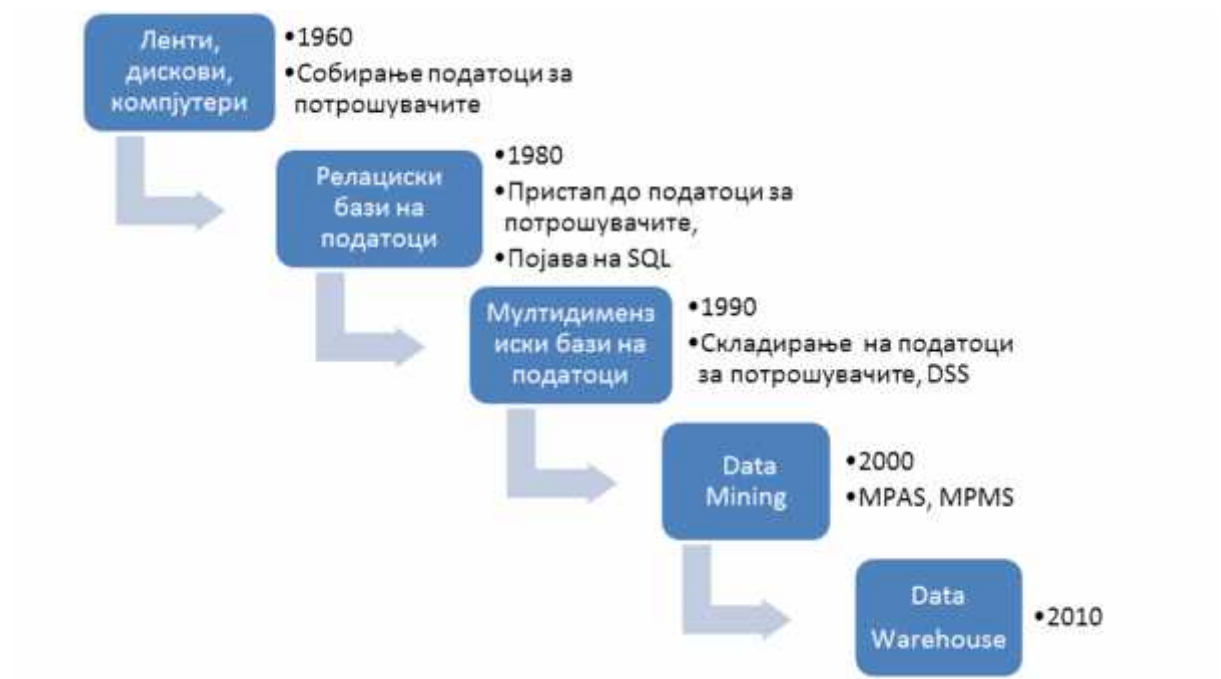 Ленти,
дискови,
компјутери
•1960
•Собирање податоци за
потрошувачите
Релациски
бази на
податоци
•1980
•Пристап до податоци за
потрошувачите,
•Појава на SQL
Мултидименз
иски бази на
податоци
•1990
•Складирање на податоци
за потрошувачите, DSS
Data
Mining
•2000
•MPAS, MPMS
Data
Warehouse
•2010